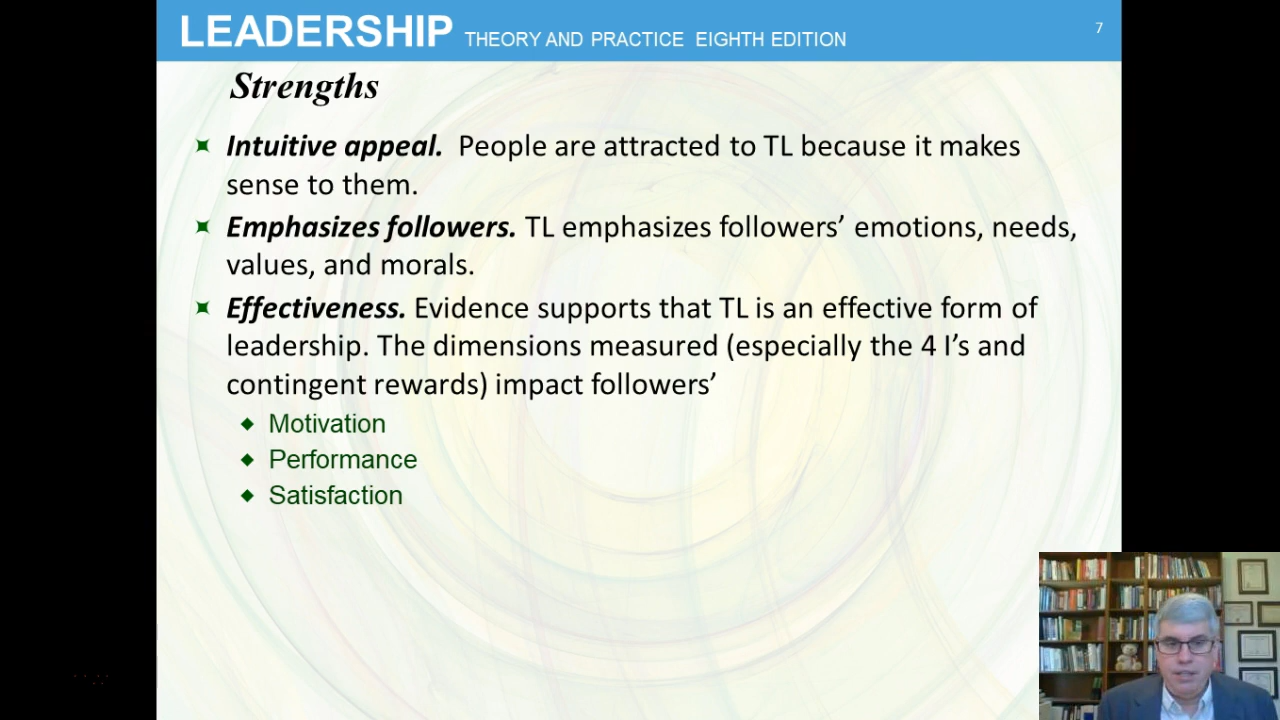 LEADERSHIP THEORY AND PRACTICE EIGHTH EDITION 7
Strengths
Intuitive appeal. People are attracted to TL because it makes
sense to them.
Emphasizes followers. TL emphasizes followers’ emotions, needs,
values, and morals.
Effectiveness. Evidence supports that TL is an effective form of
leadership. The dimensions measured (especially the 4 I’s and
contingent rewards) impact followers’
Motivation
Performance
Satisfaction